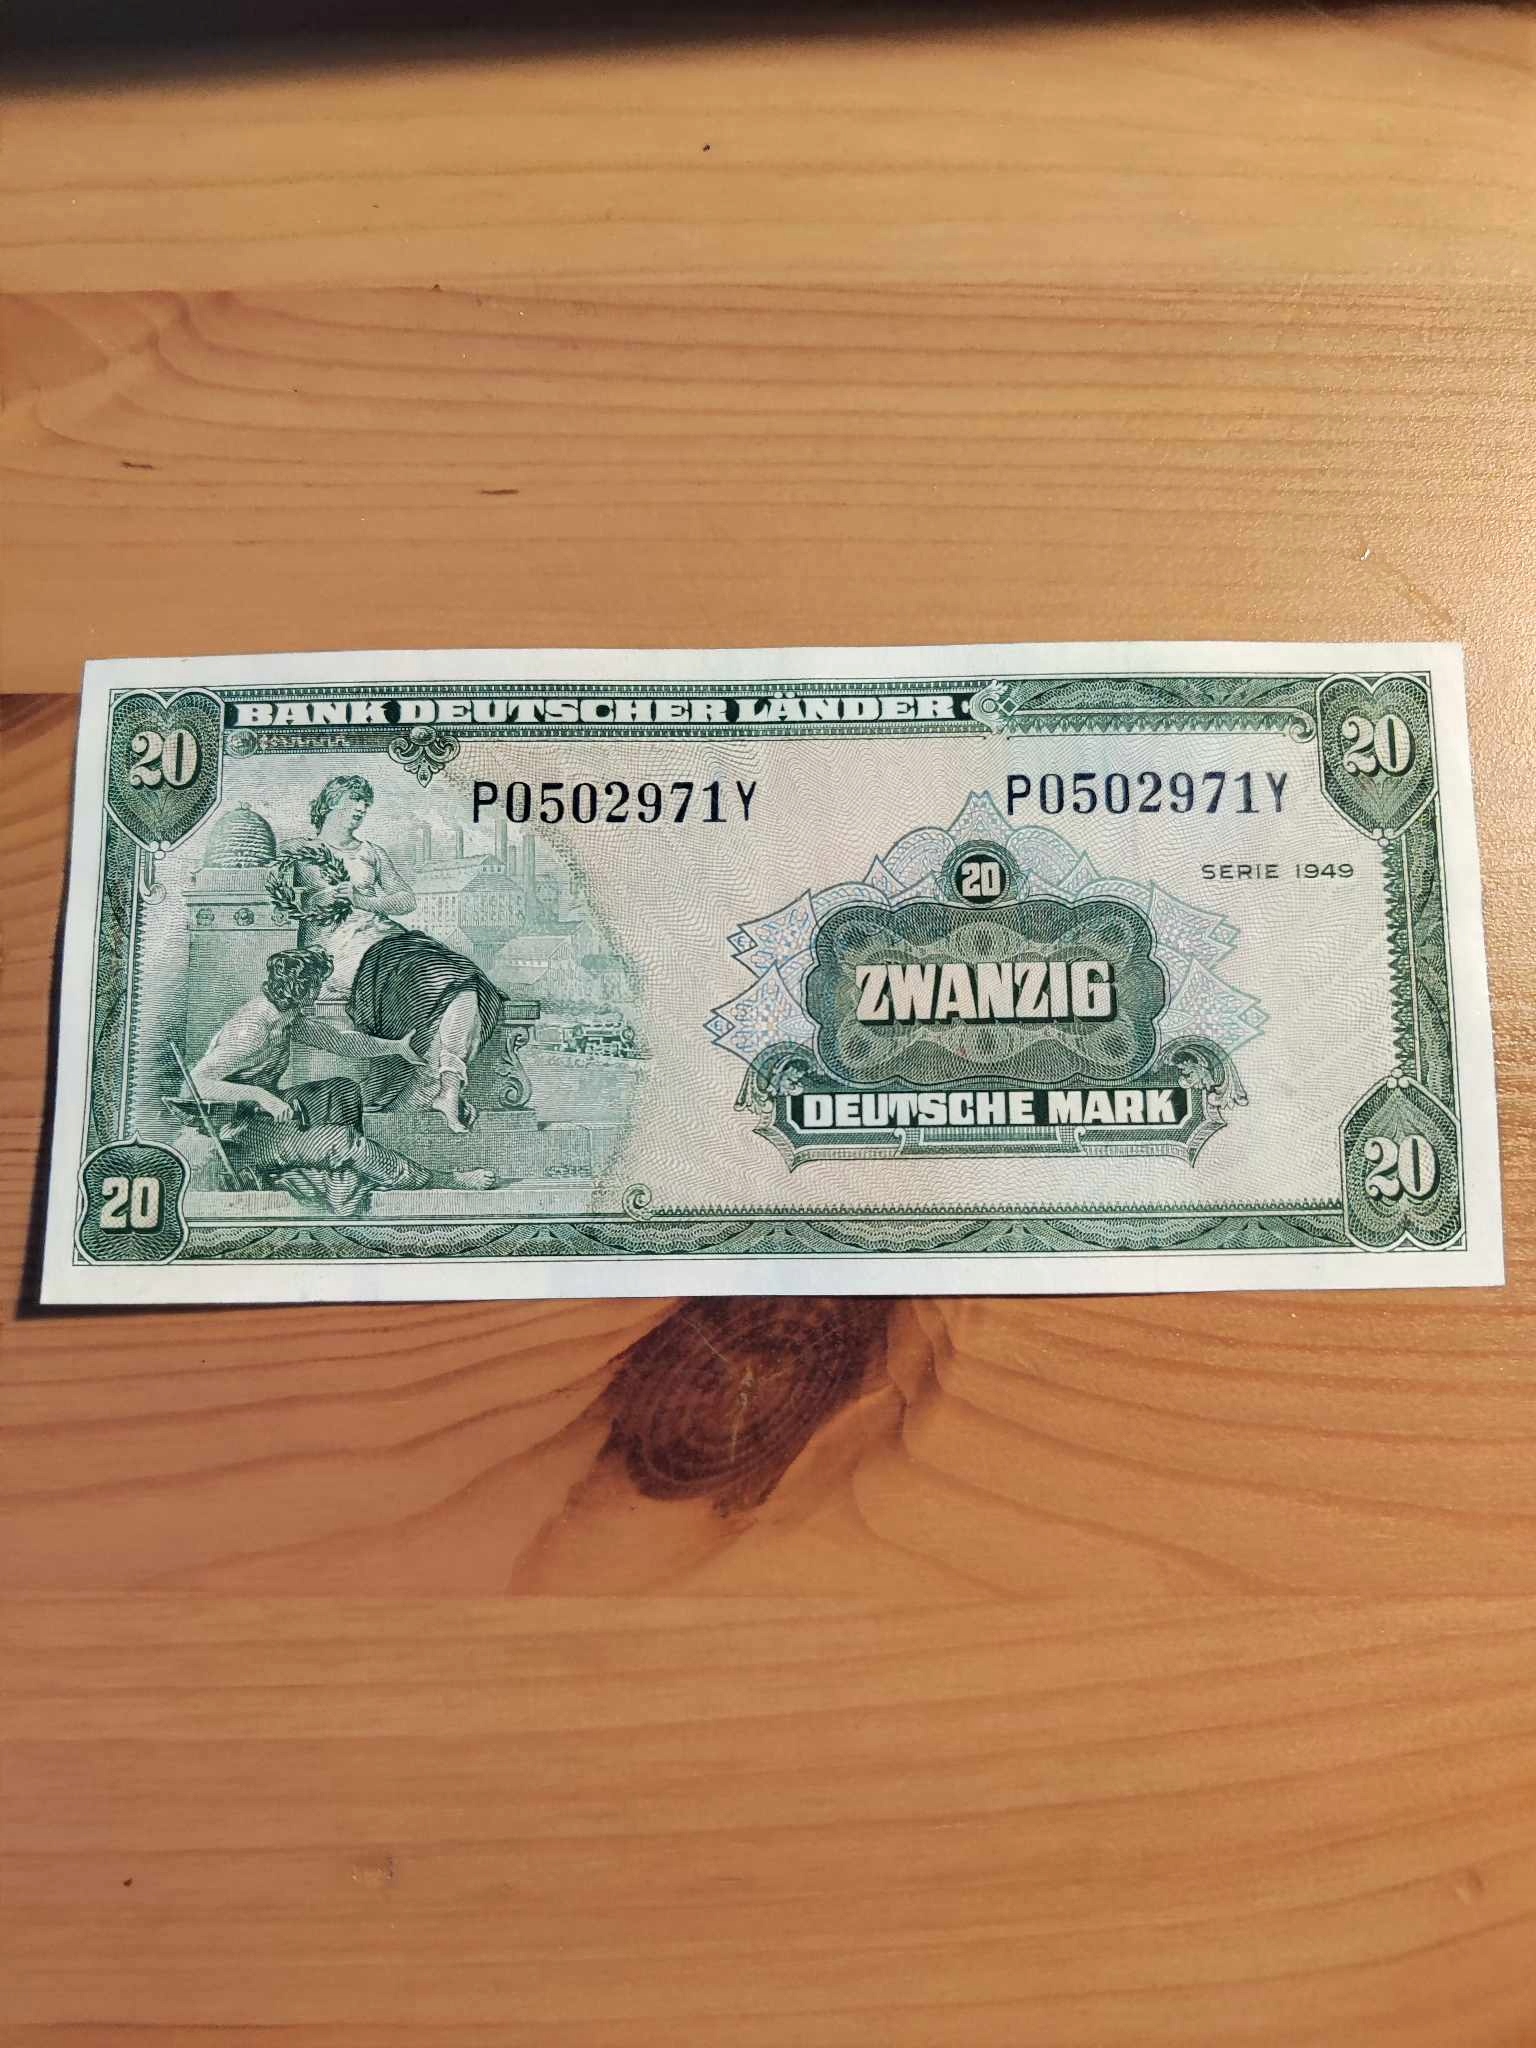 BANK DEUTSCHER LÄNDER
20
20
P0502971Y
P0502971Y
SERIE 1949
20
ZWANZIG
DEUTSCHE MARK
20
20